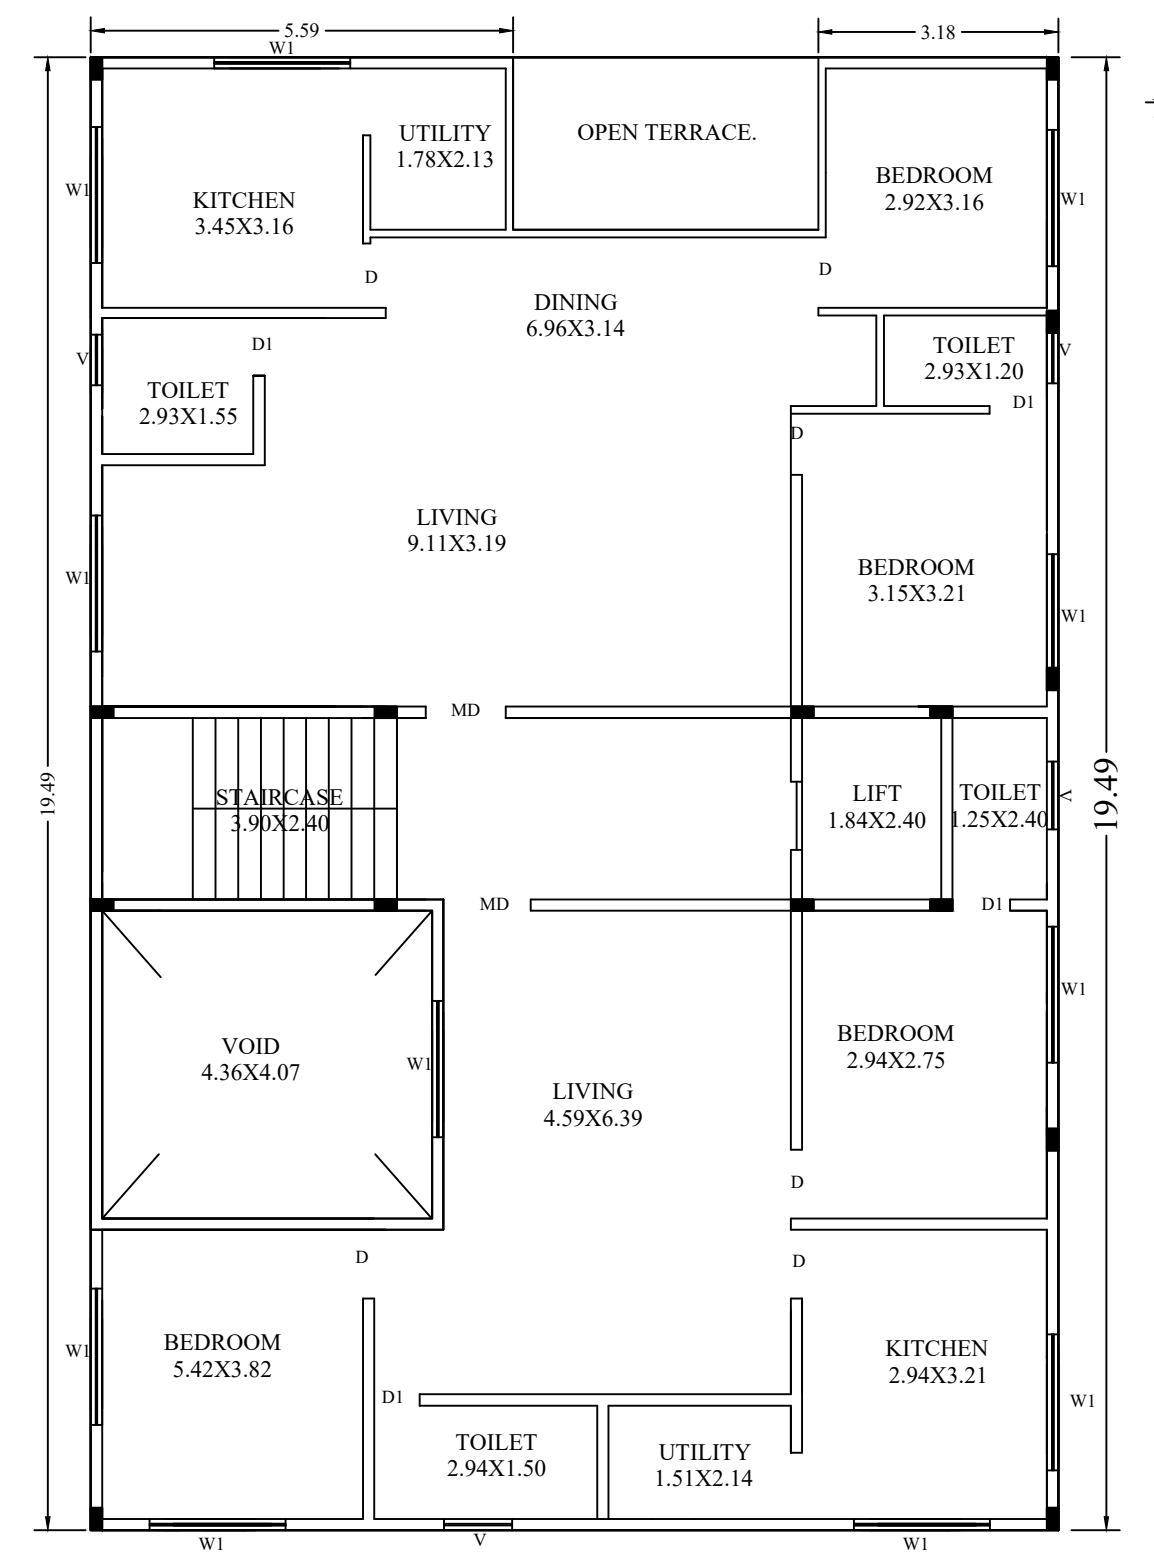 5.59
3.18
W1
UTILITY
1.78X2.13
OPEN TERRACE.
BEDROOM
2.92X3.16
W1
KITCHEN
3.45X3.16
W1
D
D
DINING
6.96X3.14
D1
V
TOILET
2.93X1.55
TOILET
2.93X1.20
V
D1
D
LIVING
9.11X3.19
W1
BEDROOM
3.15X3.21
W1
MD
19.49
STAIRCASE
3.90X2.40
LIFT
1.84X2.40
TOILET
1.25X2.40
V
19.49
MD
D1
W1
VOID
4.36X4.07
W1
BEDROOM
2.94X2.75
LIVING
4.59X6.39
D
D
D
W1
BEDROOM
5.42X3.82
KITCHEN
2.94X3.21
D1
W1
TOILET
2.94X1.50
UTILITY
1.51X2.14
W1
V
W1